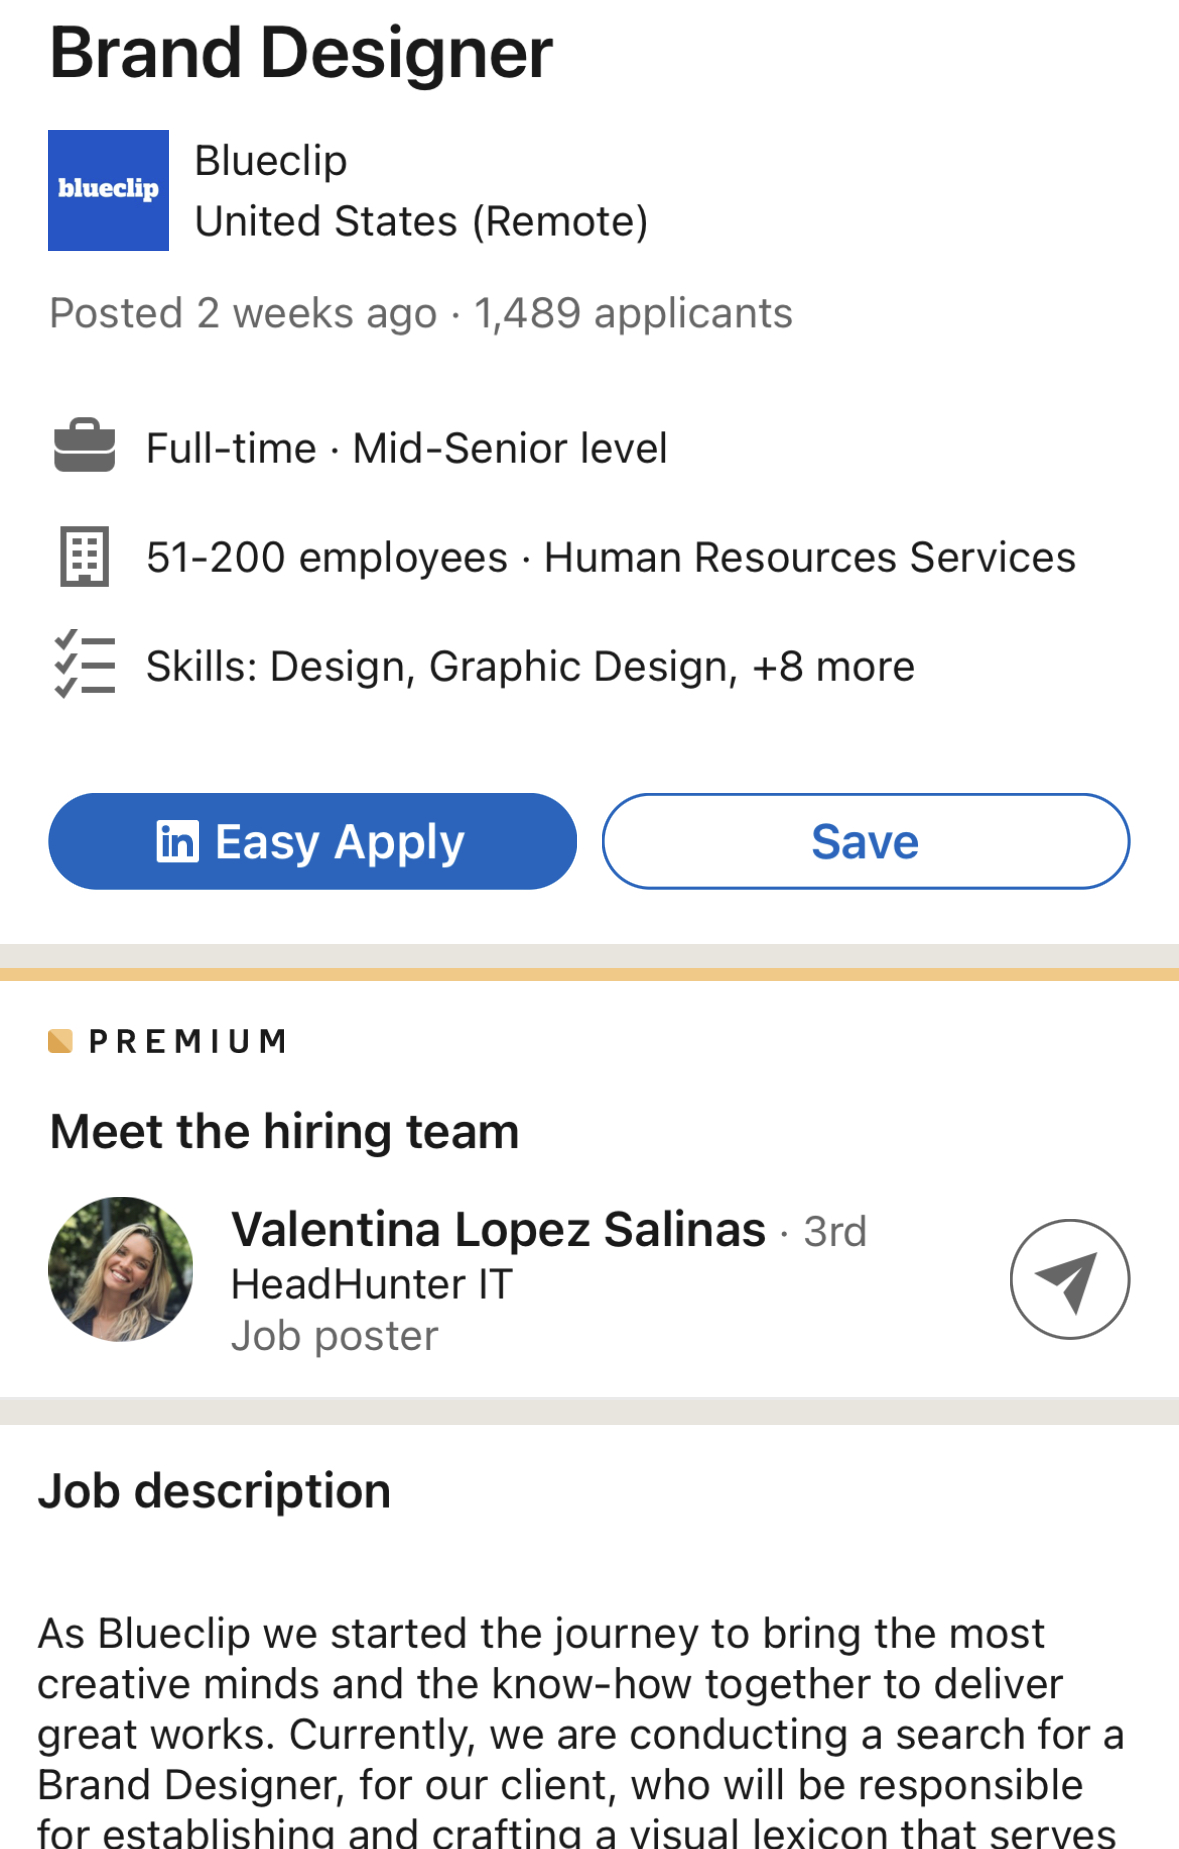 Brand Designer
blueclip
Blueclip
United States (Remote)
Posted 2 weeks ago · 1,489 applicants
Full-time · Mid-Senior level
51-200 employees · Human Resources Services
Skills: Design, Graphic Design, +8 more
in Easy Apply
Save
PREMIUM
Meet the hiring team
Valentina Lopez Salinas · 3rd
HeadHunter IT
Job poster
Job description
As Blueclip we started the journey to bring the most
creative minds and the know-how together to deliver
great works. Currently, we are conducting a search for a
Brand Designer, for our client, who will be responsible
for establishing and crafting a visual lexicon that serves